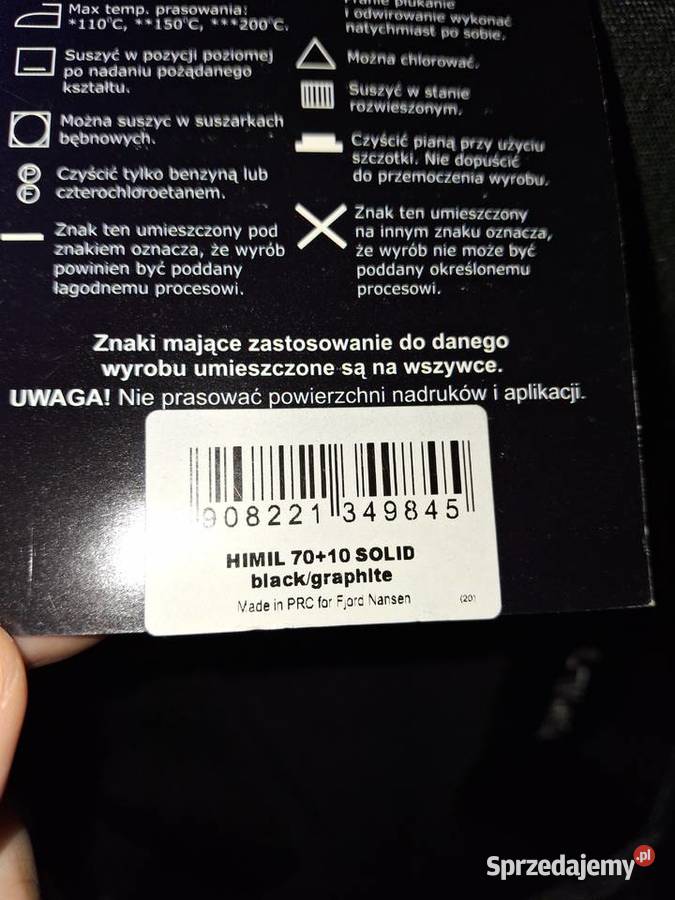 Max temp. prasowania:
*110°C, **150°C, ***200°C.
Suszyć w pozycji poziomej
po nadaniu pożądanego
kształtu.
Można suszyc w suszarkach
bębnowych.
P
F
Czyścić tylko benzyną lub
czterochloroetanem.
Znak ten umieszczony pod
znakiem oznacza, że wyrób
powinien być poddany
łagodnemu procesowi.
i odwirowanie wykonać
natychmiast po sobie.
Można chlorować.
Suszyć w stanie
rozwieszonym.
Czyścić pianą przy użyciu
szczotki. Nie dopuścić
do przemoczenia wyrobu.
Znak ten umieszczony
na innym znaku oznacza,
że wyrób nie może być
poddany określonemu
procesowi.
Znaki mające zastosowanie do danego
wyrobu umieszczone są na wszywce.
UWAGA! Nie prasować powierzchni nadruków i aplikacji.
908221 349845
HIMIL 70+10 SOLID
black/graphite
Made in PRC for Fjord Nansen
(201
Sprzedajemy.pl